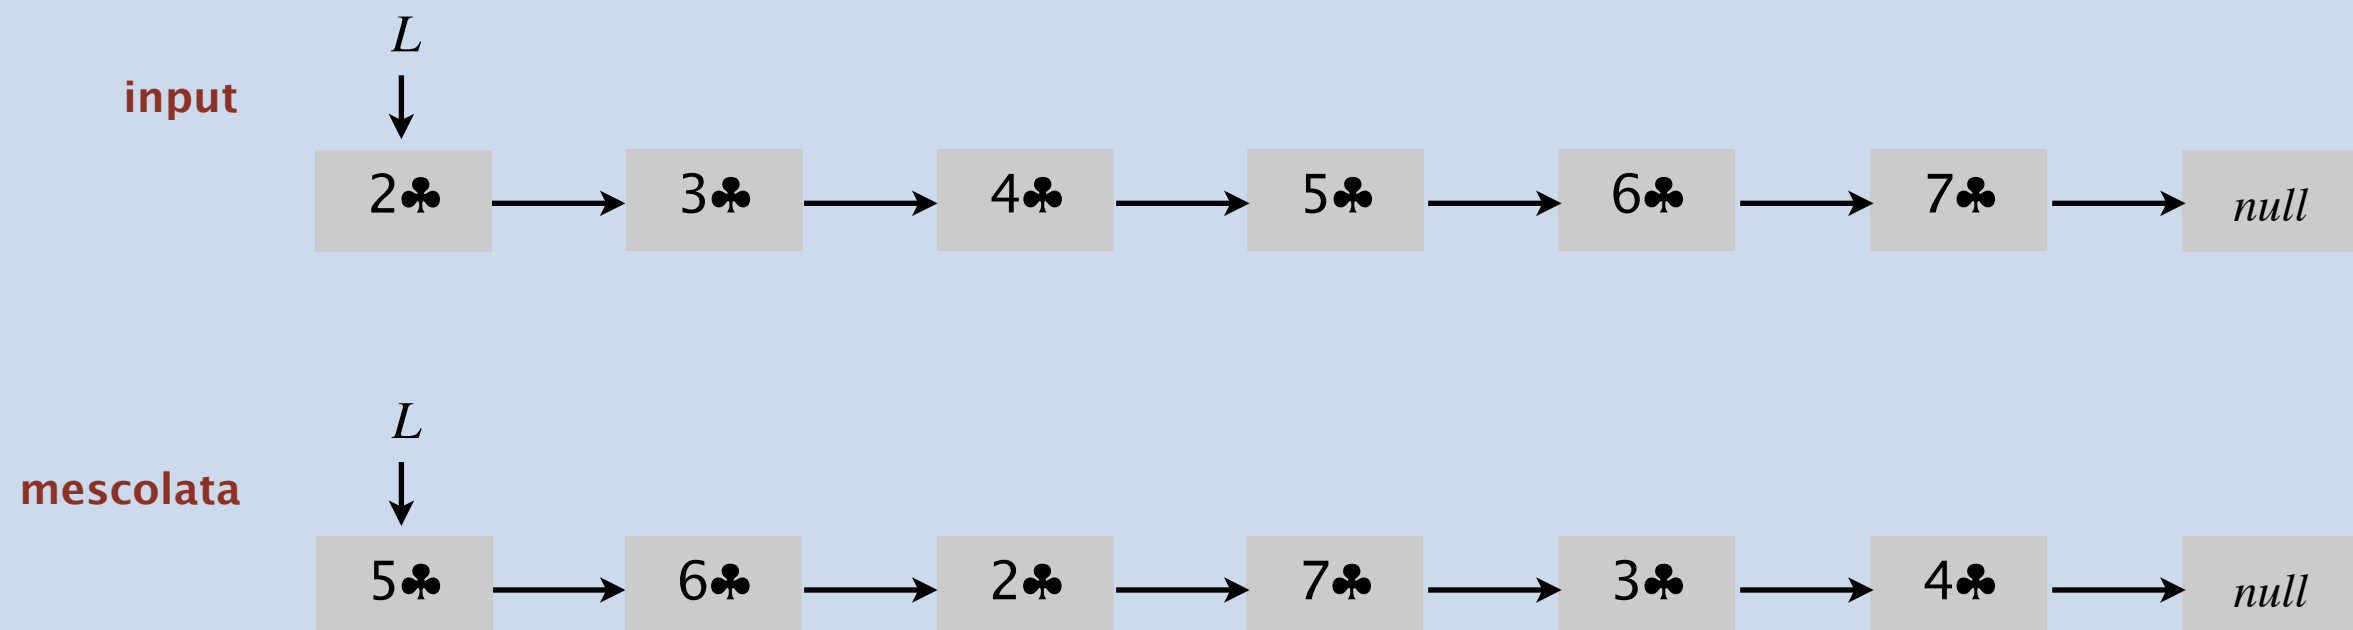 L
input
2♣ 3♣ 4♣ 5♣ 6♣ 7♣ null
L
mescolata
5♣ 6♣ 2♣ 7♣ 3♣ 4♣ null